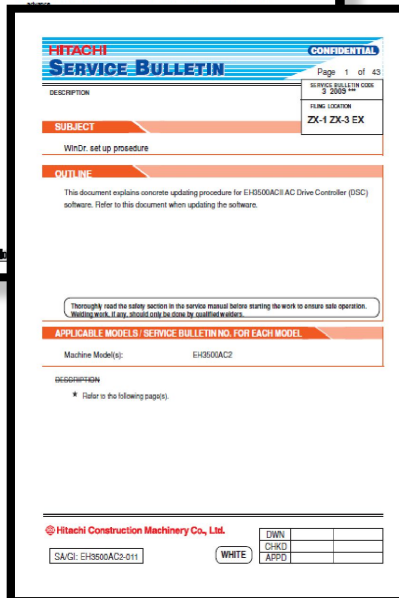 HITACHI
CONFIDENTIAL
SERVICE BULLETIN
Page 1 of 43
DESCRIPTION
SERVICE BULLETIN CODE
3 2009 ***
FILING LOCATION
ZX-1 ZX-3 EX
SUBJECT
WinDr. set up prosedure
OUTLINE
This document explains concrete updating procedure for EH3500ACII AC Drive Controller (DSC)
software. Refer to this document when updating the software.
Thoroughly read the safety section in the service manual before starting the work to ensure safe operation.
Welding work, if any, should only be done by qualified welders.
APPLICABLE MODELS / SERVICE BULLETIN NO. FOR EACH MODEL
Machine Model(s): EH3500AC2
DESCRIPTION
* Refer to the following page(s).
Hitachi Construction Machinery Co., Ltd.
SA/GI: EH3500AC2-011
WHITE
DWN
CHKD
APPD